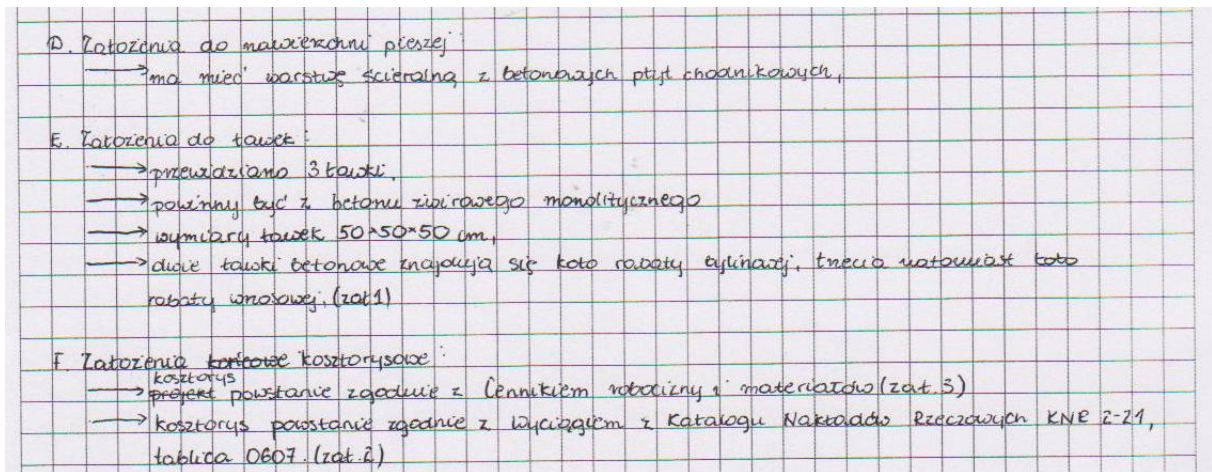 D. Założenia do nawierzchni pieszej:
→ ma mieć warstwę ścieralną z betonowych płyt chodnikowych,
E. Założenia do ławek:
→ przewidziano 3 ławki,
→ powinny być z betonu żwirowego monolitycznego
→ wymiary ławek 50×50×50 cm,
→ dwie ławki betonowe znajdują się koło rabaty bylinowej, trzecia natomiast koło
rabaty wrzosowej, (zał 1)
F. Założenia końcowe kosztorysowe:
kosztorys
→ projekt powstanie zgodnie z Cennikiem robocizny i materiałów (zał. 3)
→ kosztorys powstanie zgodnie z Wyciągiem z Katalogu Nakładów Rzeczowych KNR 2-21,
tablica 0607. (zał. 2)